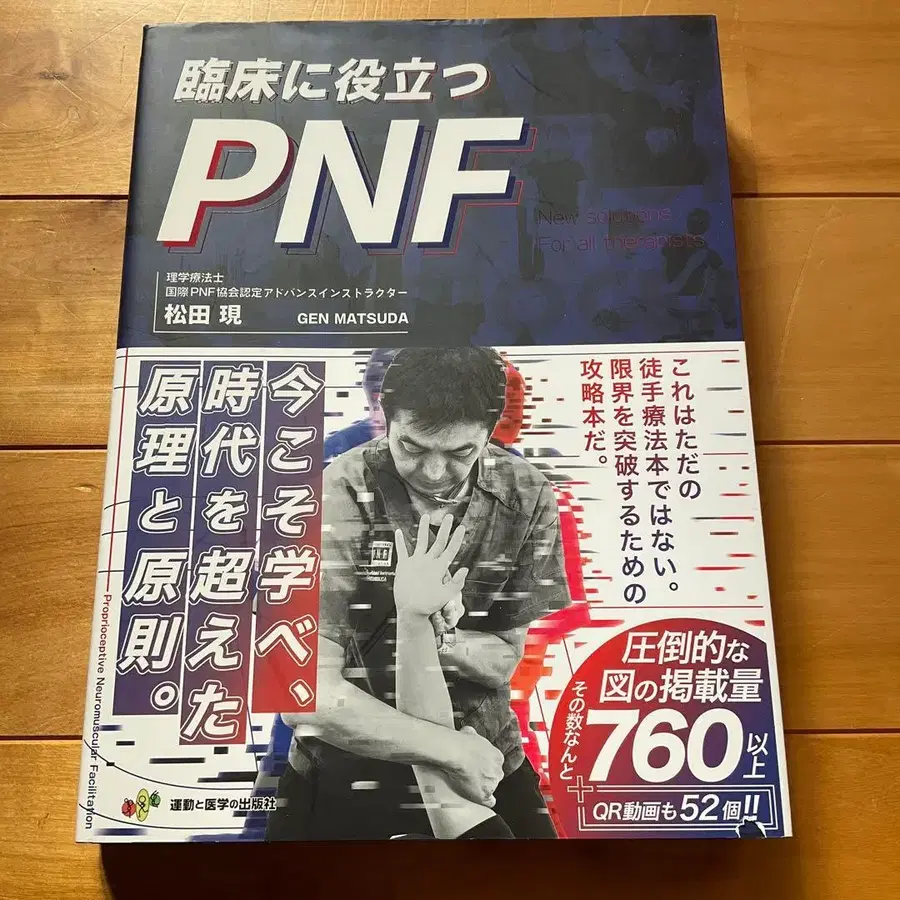 臨床に役立つ
PNF
New solutions
For all therapists
理学療法士
国際PNF協会認定アドバンスインストラクター
松田 現
GEN MATSUDA
今こそ学べ、
時代を超えた
原理と原則。
これはただの
徒手療法本ではない。
限界を突破するための
攻略本だ。
圧倒的な
図の掲載量
その数なんと
760以上
+
QR動画も52個!!
Proprioceptive Neuromuscular Facilitation
運動と医学の出版社